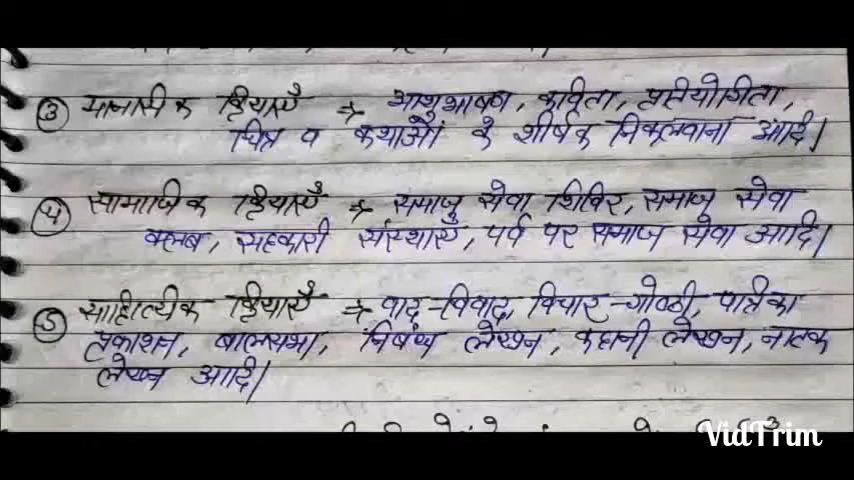 ③ मानसिक क्रियाएँ ⇒ आशुभाषण, कविता, प्रतियोगिता,
चित्र व कथाओं के शीर्षक निकलवाना आदि।
④ सामाजिक क्रियाएँ ⇒ समाज सेवा शिविर, समाज सेवा
क्लब, सहकारी संस्थाएँ, पर्व पर समाज सेवा आदि।
⑤ साहित्यिक क्रियाएँ ⇒ वाद-विवाद, विचार-गोष्ठी, पत्रिका
प्रकाशन, बालसभा, निबंध लेखन, कहानी लेखन, नाटक
लेखन आदि।
VidTrim